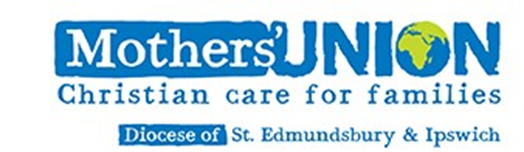 Mothers' UNION
Christian care for families
Diocese of St. Edmundsbury & Ipswich